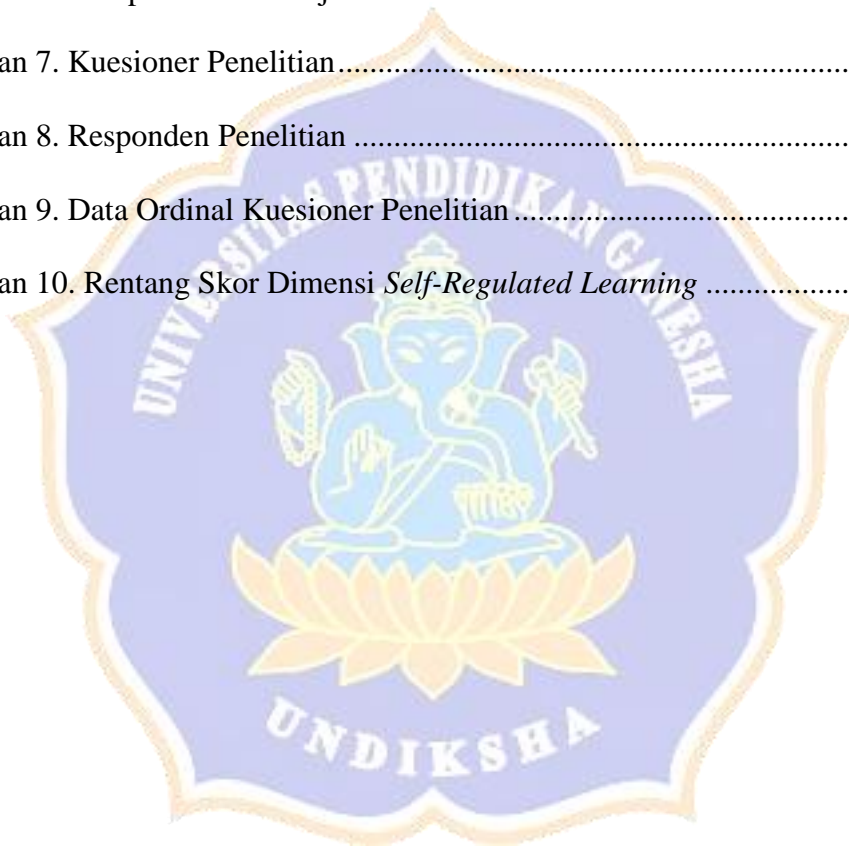 an 7. Kuesioner Penelitian....................................................................
an 8. Responden Penelitian ..................................................................
an 9. Data Ordinal Kuesioner Penelitian.............................................
an 10. Rentang Skor Dimensi Self-Regulated Learning ..................
UNIVERSITAS PENDIDIKAN GANESHA
UNDIKSHA